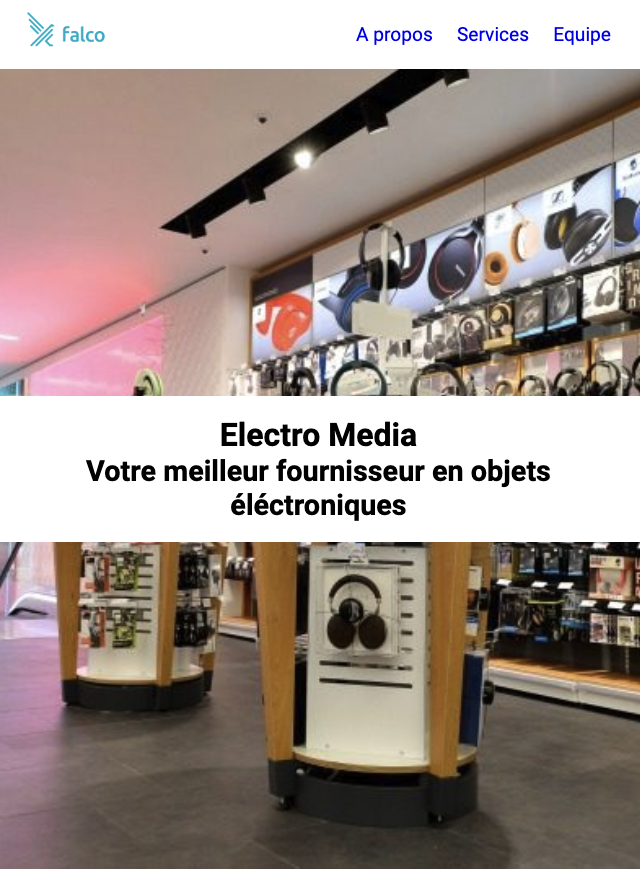 falco
A propos Services Equipe
Electro Media
Votre meilleur fournisseur en objets
éléctroniques